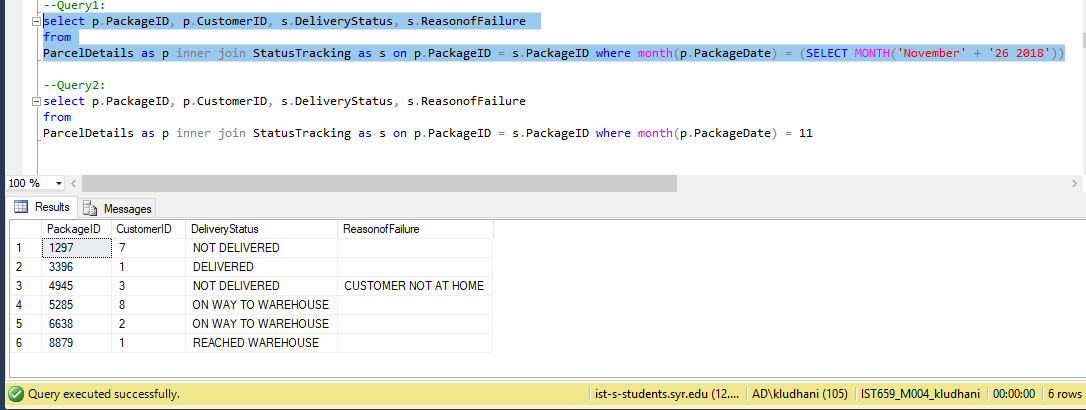 --Query1:
select p.PackageID, p.CustomerID, s.DeliveryStatus, s.ReasonofFailure
from
ParcelDetails as p inner join StatusTracking as s on p.PackageID = s.PackageID where month(p.PackageDate) = (SELECT MONTH('November' + '26 2018'))
--Query2:
select p.PackageID, p.CustomerID, s.DeliveryStatus, s.ReasonofFailure
from
ParcelDetails as p inner join StatusTracking as s on p.PackageID = s.PackageID where month(p.PackageDate) = 11
100 %
Results Messages
PackageID CustomerID DeliveryStatus ReasonofFailure
1 1297 7 NOT DELIVERED
2 3396 1 DELIVERED
3 4945 3 NOT DELIVERED CUSTOMER NOT AT HOME
4 5285 8 ON WAY TO WAREHOUSE
5 6638 2 ON WAY TO WAREHOUSE
6 8879 1 REACHED WAREHOUSE
Query executed successfully. ist-s-students.syr.edu (12.... AD\kludhani (105) IST659_M004_kludhani 00:00:00 6 rows